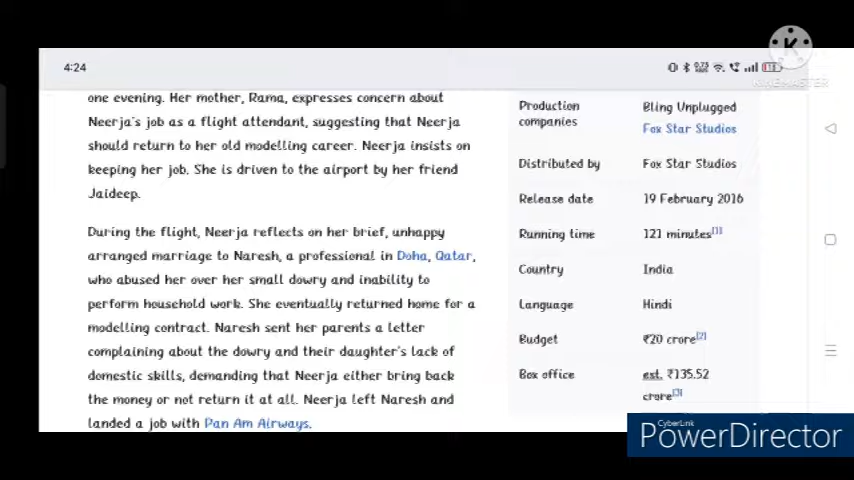 4:24
KINEMASTER
one evening. Her mother, Rama, expresses concern about
Neerja's job as a flight attendant, suggesting that Neerja
should return to her old modelling career. Neerja insists on
keeping her job. She is driven to the airport by her friend
Jaideep.
During the flight, Neerja reflects on her brief, unhappy
arranged marriage to Naresh, a professional in Doha, Qatar,
who abused her over her small dowry and inability to
perform household work. She eventually returned home for a
modelling contract. Naresh sent her parents a letter
complaining about the dowry and their daughter's lack of
domestic skills, demanding that Neerja either bring back
the money or not return it at all. Neerja left Naresh and
landed a job with Pan Am Airways.
Production Bling Unplugged
companies Fox Star Studios
Distributed by Fox Star Studios
Release date 19 February 2016
Running time 121 minutes[1]
Country India
Language Hindi
Budget ₹20 crore[2]
Box office est. ₹135.52
crore[3]
CyberLink
PowerDirector